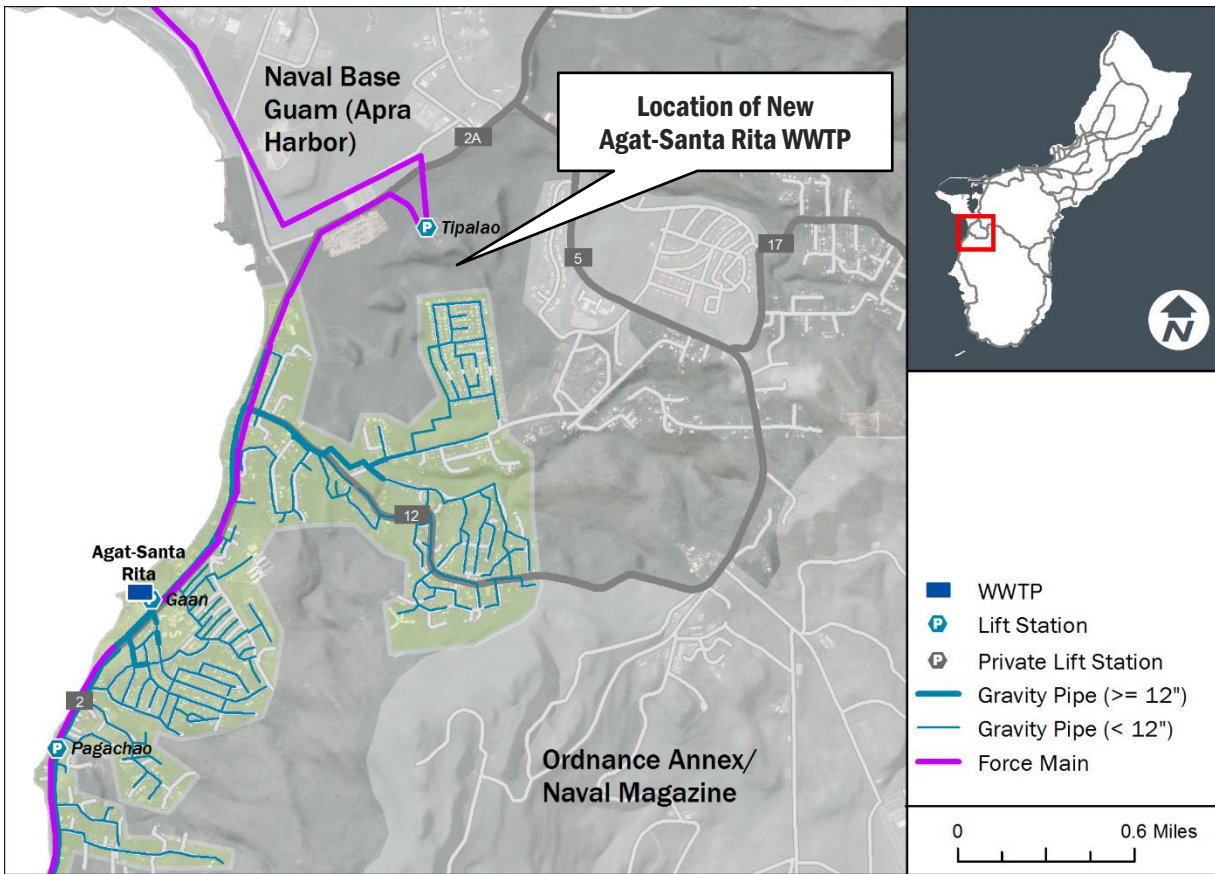 Naval Base
Guam (Apra
Harbor)
Location of New
Agat-Santa Rita WWTP
2A
P
Tipalao
5
17
12
Agat-Santa
Rita
P
Gaan
2
P
Pagachao
Ordnance Annex/
Naval Magazine
N
WWTP
P
Lift Station
P
Private Lift Station
Gravity Pipe (>= 12")
Gravity Pipe (< 12")
Force Main
0
0.6 Miles